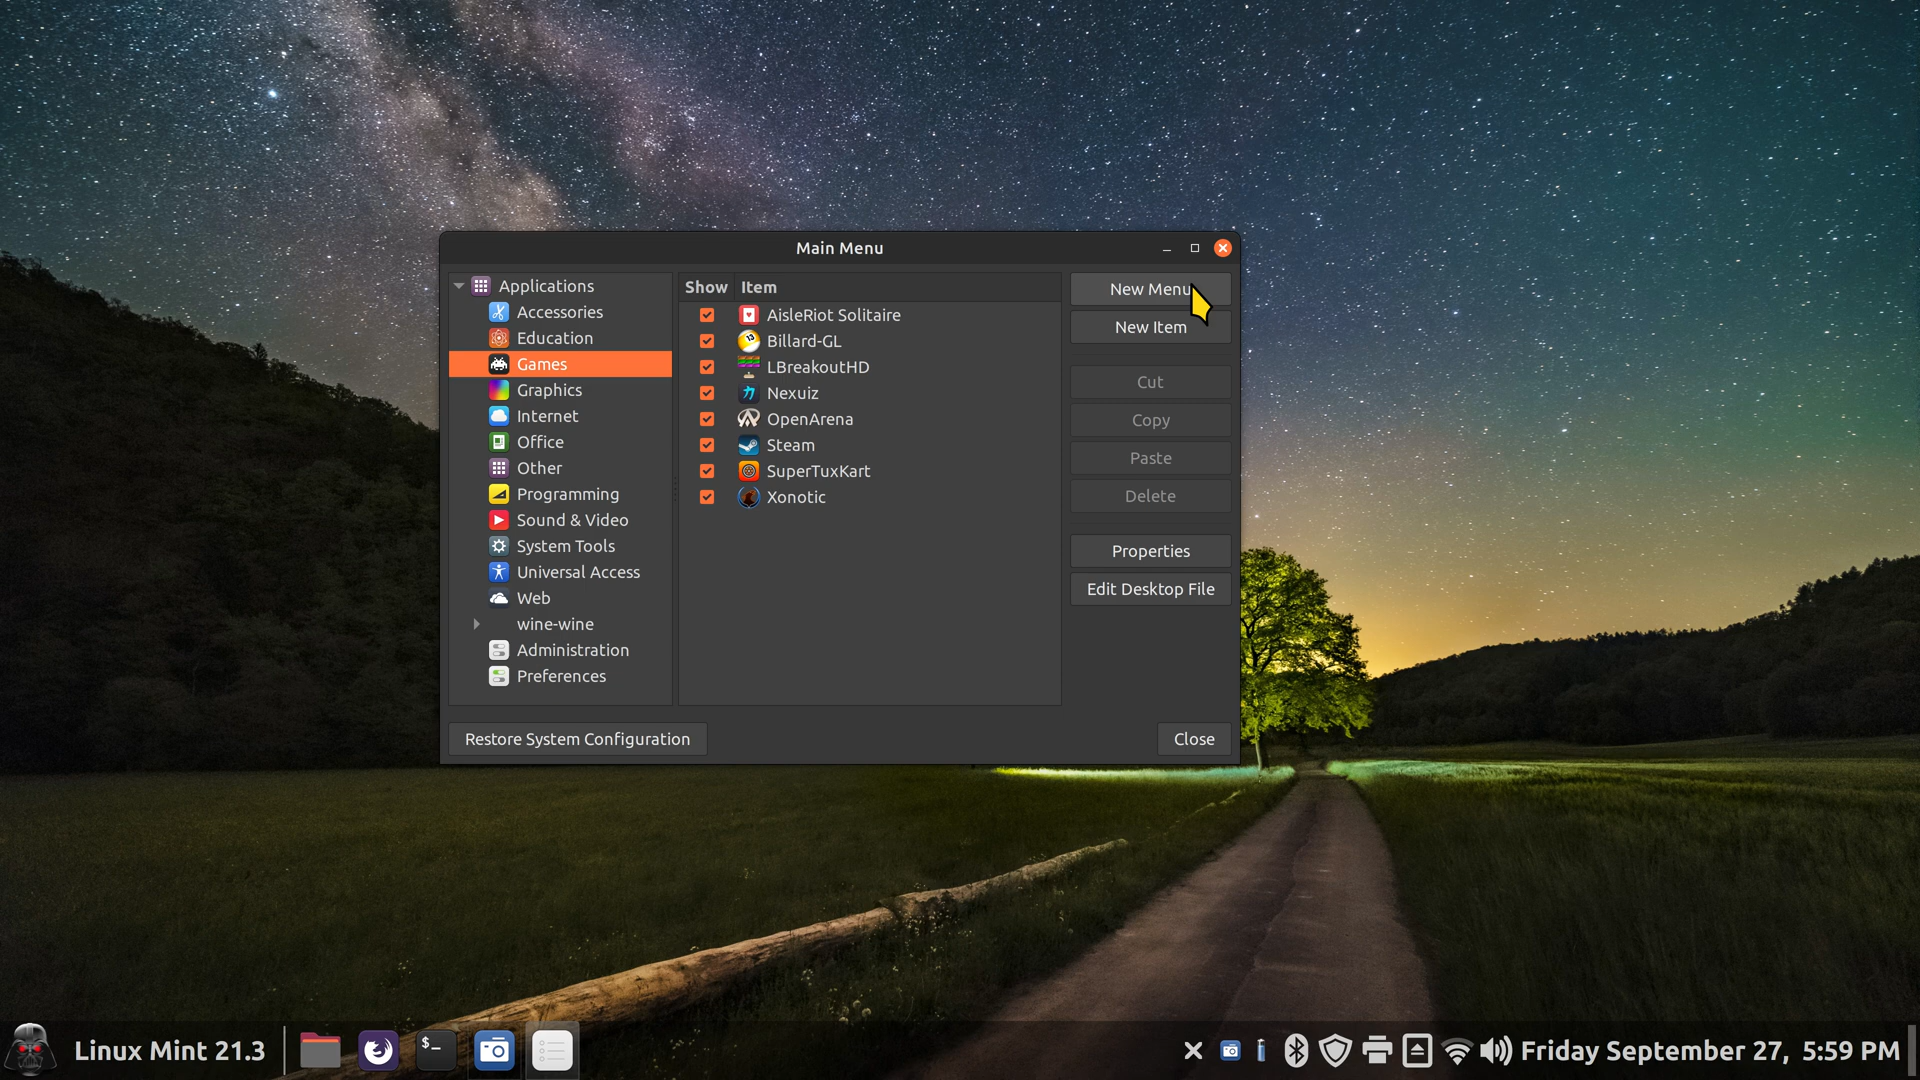 Main Menu
Applications
Accessories
Education
Games
Graphics
Internet
Office
Other
Programming
Sound & Video
System Tools
Universal Access
Web
wine-wine
Administration
Preferences
Show Item
AisleRiot Solitaire
Billard-GL
LBreakoutHD
Nexuiz
OpenArena
Steam
SuperTuxKart
Xonotic
New Menu
New Item
Cut
Copy
Paste
Delete
Properties
Edit Desktop File
Restore System Configuration
Close
Linux Mint 21.3
$_
Friday September 27, 5:59 PM